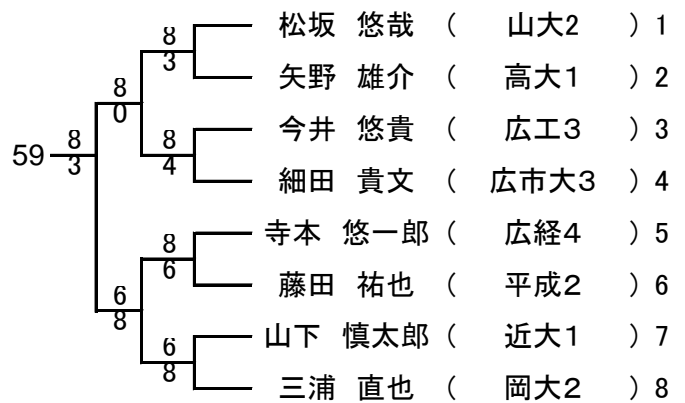 松坂 悠哉 （ 山大2 ）1
8
3
矢野 雄介 （ 高大1 ）2
8
0
今井 悠貴 （ 広工3 ）3
8
4
59
8
3
細田 貴文 （ 広市大3 ）4
寺本 悠一郎 （ 広経4 ）5
8
6
藤田 祐也 （ 平成2 ）6
6
8
山下 慎太郎 （ 近大1 ）7
6
8
三浦 直也 （ 岡大2 ）8